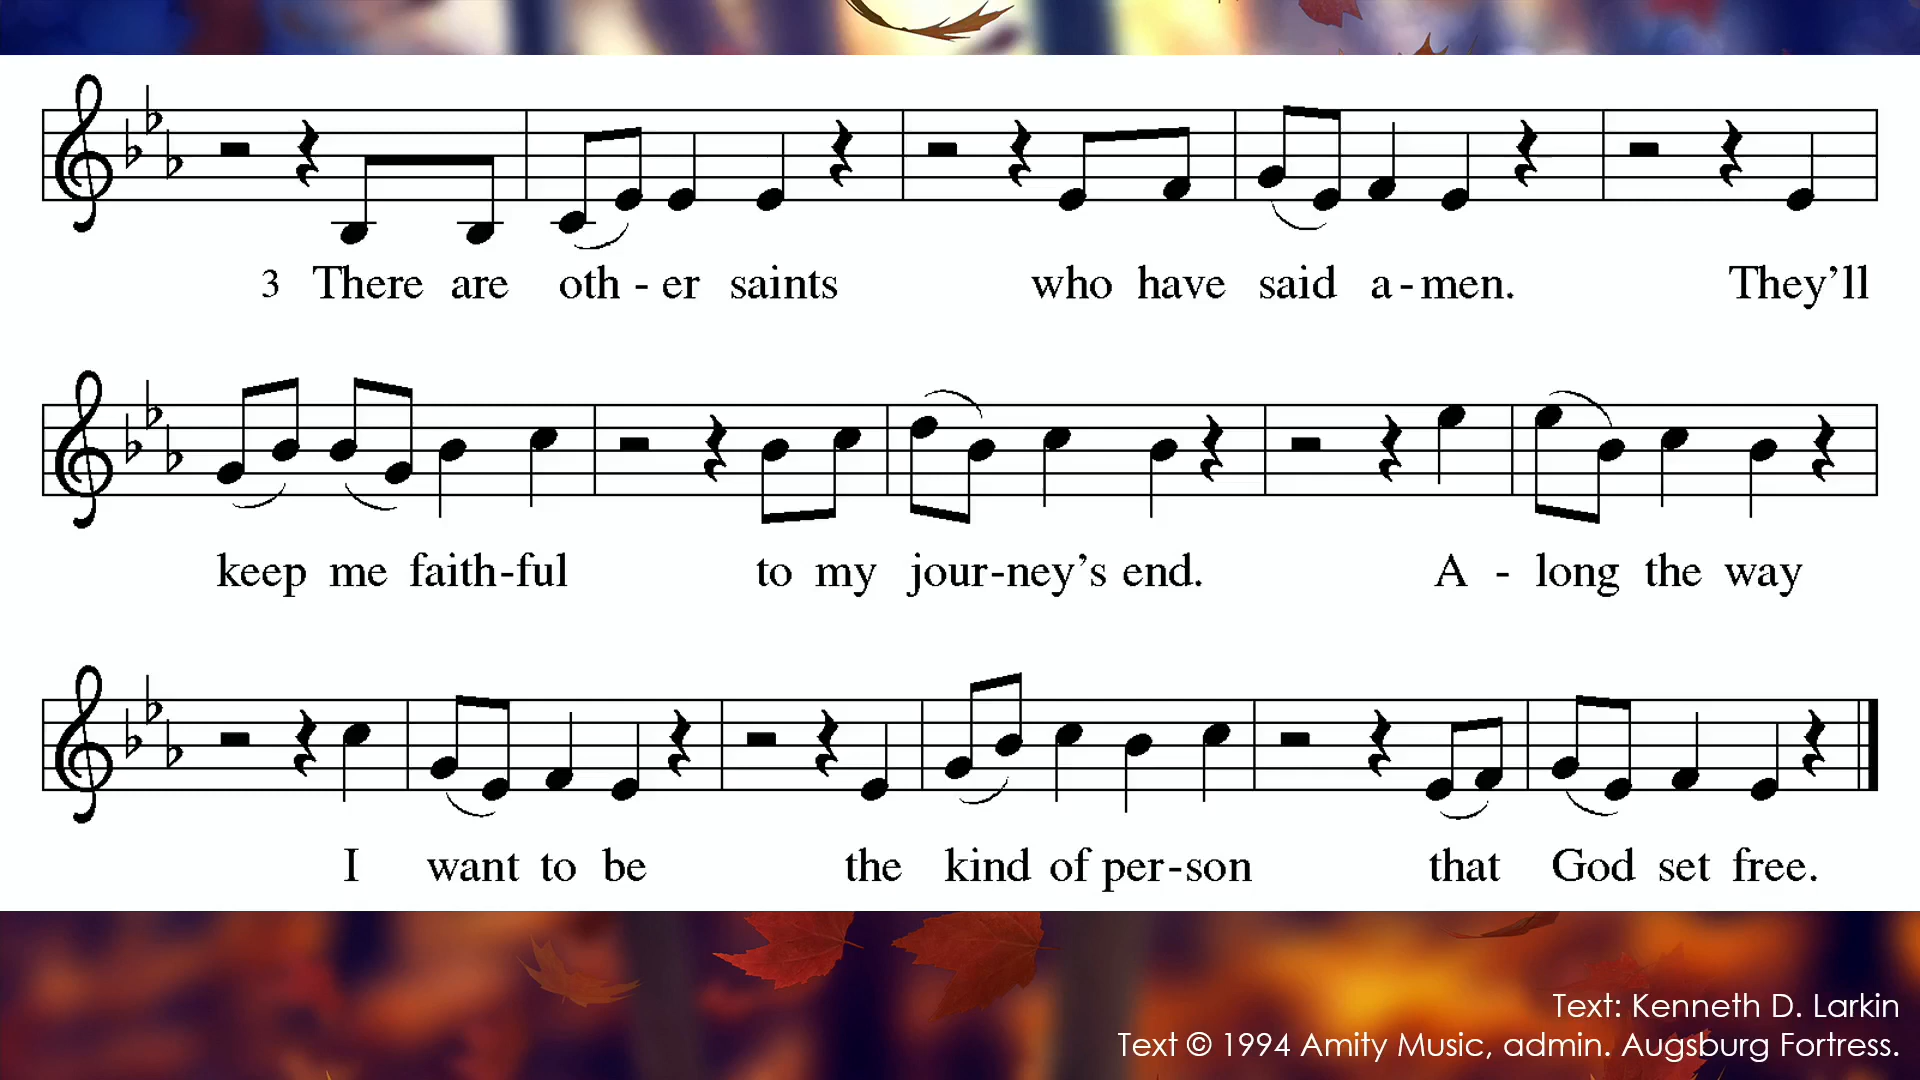 3 There are oth - er saints who have said a - men. They’ll
keep me faith - ful to my jour - ney’s end. A - long the way
I want to be the kind of per - son that God set free.
Text: Kenneth D. Larkin
Text © 1994 Amity Music, admin. Augsburg Fortress.